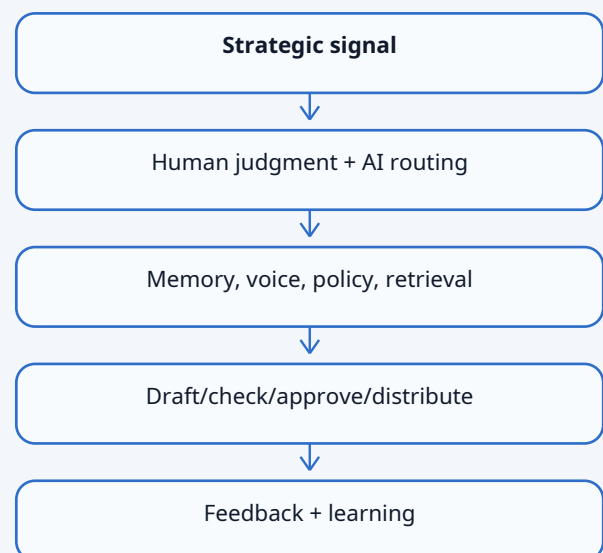 Strategic signal
Human judgment + AI routing
Memory, voice, policy, retrieval
Draft/check/approve/distribute
Feedback + learning